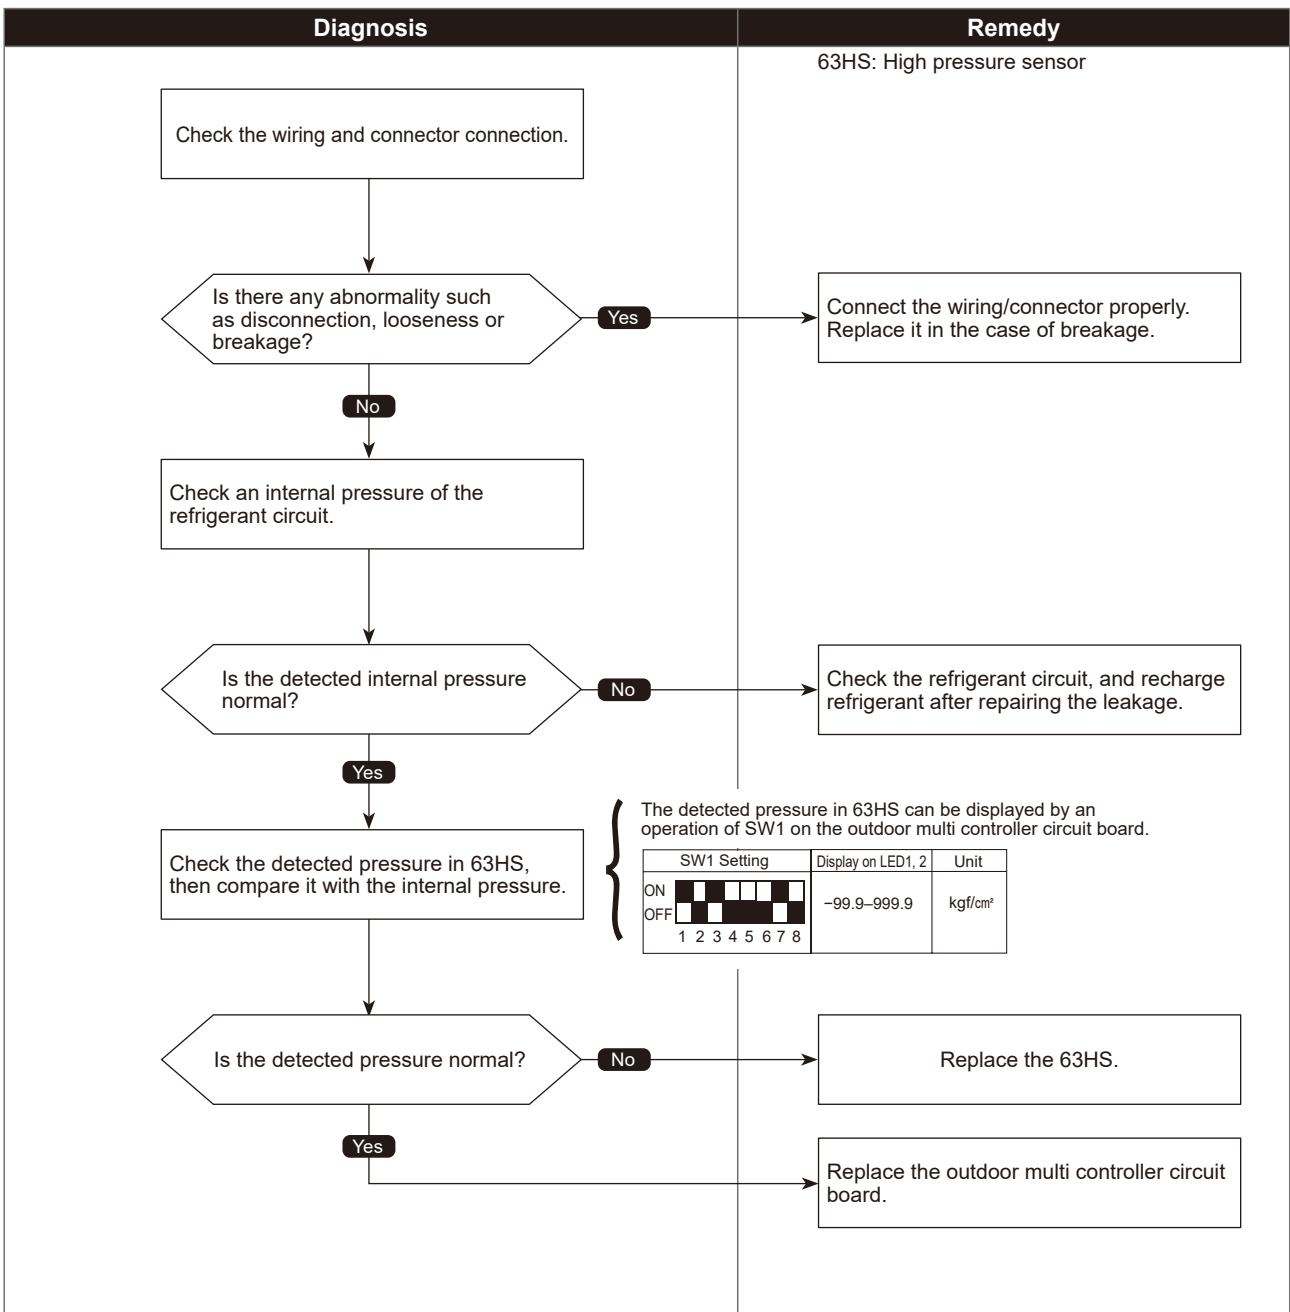 Diagnosis
Remedy
63HS: High pressure sensor
Check the wiring and connector connection.
Is there any abnormality such
as disconnection, looseness or
breakage?
Yes
Connect the wiring/connector properly.
Replace it in the case of breakage.
No
Check an internal pressure of the
refrigerant circuit.
Is the detected internal pressure
normal?
No
Check the refrigerant circuit, and recharge
refrigerant after repairing the leakage.
Yes
The detected pressure in 63HS can be displayed by an
operation of SW1 on the outdoor multi controller circuit board.
Check the detected pressure in 63HS,
then compare it with the internal pressure.
SW1 Setting
Display on LED1, 2
Unit
ON
OFF
1 2 3 4 5 6 7 8
−99.9–999.9
kgf/cm²
Is the detected pressure normal?
No
Replace the 63HS.
Yes
Replace the outdoor multi controller circuit
board.